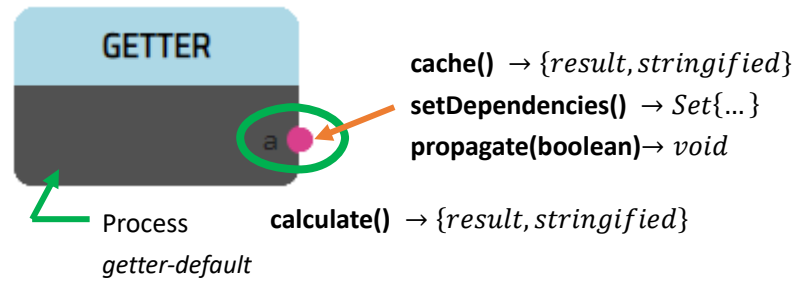 GETTER
cache() → {result, stringified}
setDependencies() → Set{…}
propagate(boolean)→ void
a
Process
calculate() → {result, stringified}
getter-default